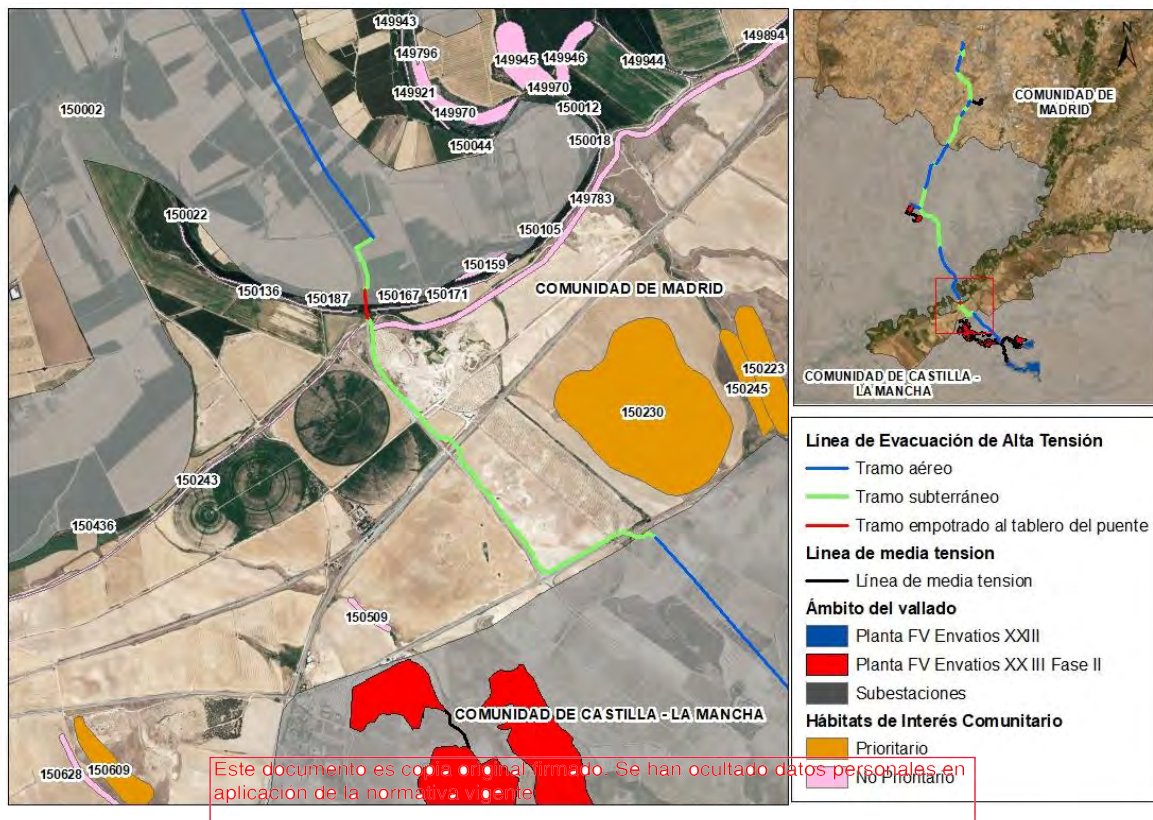 149943
149894
149796
149945
149946
149944
149921
149970
149970
150012
150002
150018
150044
149783
150022
150105
150159
150136
150187
150167
150171
COMUNIDAD DE MADRID
150223
150245
150230
150243
150436
150509
COMUNIDAD DE CASTILLA - LA MANCHA
150628
150609
N
COMUNIDAD DE
MADRID
COMUNIDAD DE CASTILLA -
LA MANCHA
Línea de Evacuación de Alta Tensión
Tramo aéreo
Tramo subterráneo
Tramo empotrado al tablero del puente
Linea de media tension
Línea de media tension
Ámbito del vallado
Planta FV Envatios XXIII
Planta FV Envatios XX III Fase II
Subestaciones
Hábitats de Interés Comunitario
Prioritario
No Prioritario
Este documento es copia original firmado. Se han ocultado datos personales en
aplicación de la normativa vigente